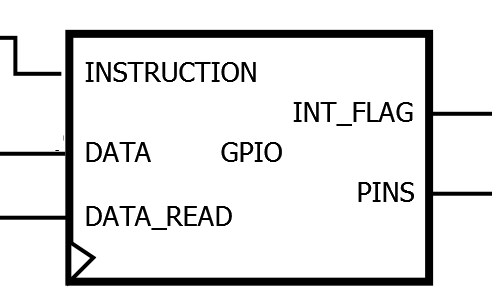 INSTRUCTION
INT_FLAG
DATA GPIO
PINS
DATA_READ